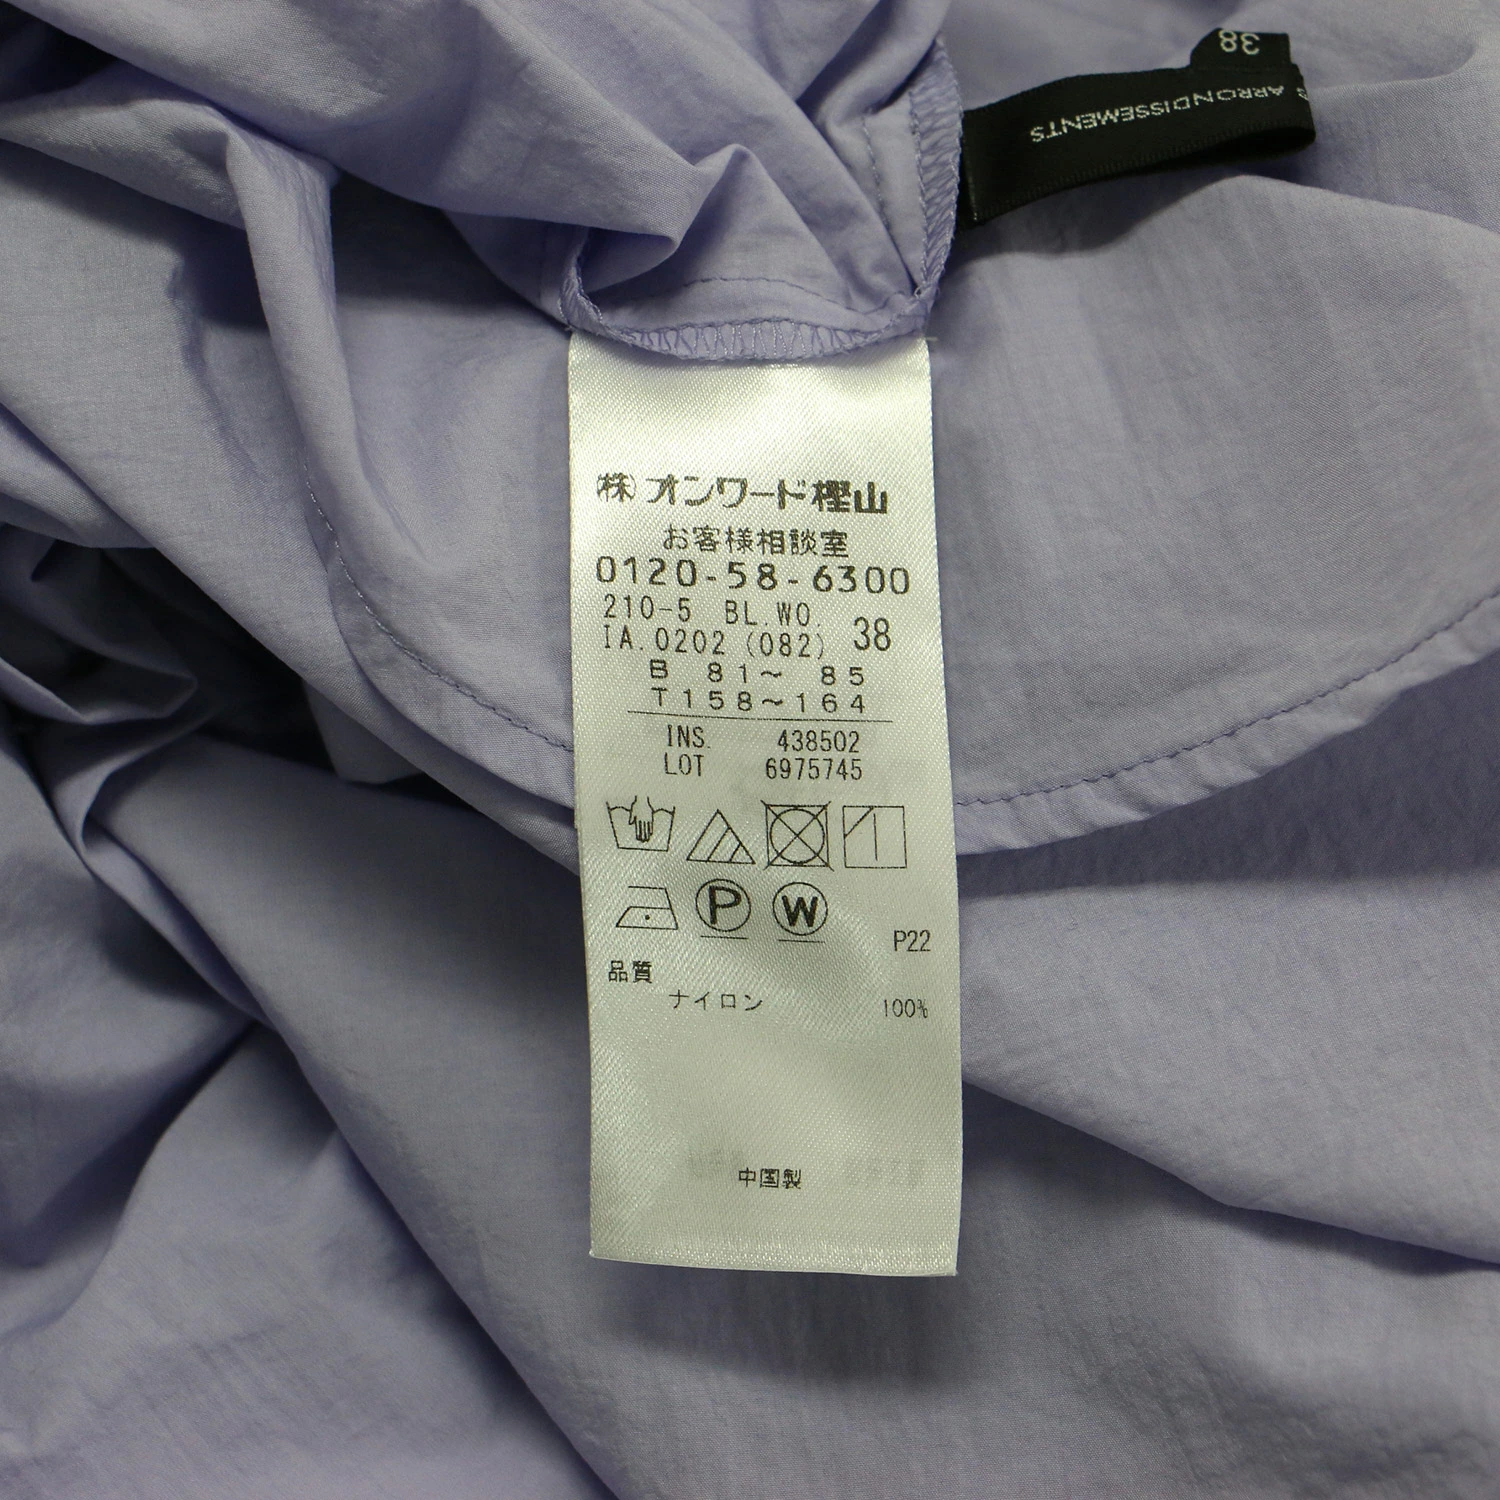 38
ARRONDISSEMENTS
㈱オンワード樫山
お客様相談室
0120-58-6300
210-5 BL.WO.
IA.0202(082) 38
B 81～ 85
T158～164
INS. 438502
LOT 6975745
P
W
P22
品質
ナイロン 100%
中国製